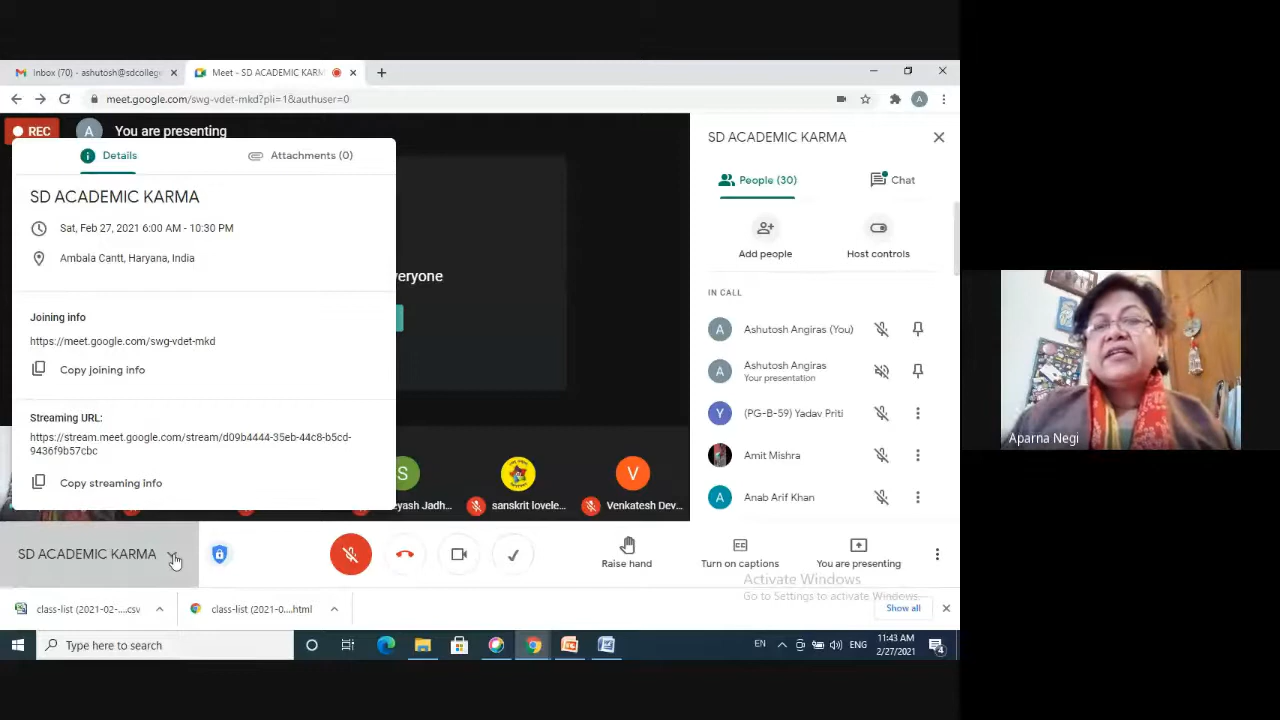 Inbox (70) - ashutosh@sdcolleg
Meet - SD ACADEMIC KARM
meet.google.com/swg-vdet-mkd?pli=1&authuser=0
A
REC
A
You are presenting
Details
Attachments (0)
SD ACADEMIC KARMA
Sat, Feb 27, 2021 6:00 AM - 10:30 PM
Ambala Cantt, Haryana, India
Joining info
https://meet.google.com/swg-vdet-mkd
Copy joining info
Streaming URL:
https://stream.meet.google.com/stream/d09b4444-35eb-44c8-b5cd-
9436f9b57cbc
Copy streaming info
veryone
S
V
eyash Jadh...
sanskrit lovele...
Venkatesh Dev...
SD ACADEMIC KARMA
People (30)
Chat
Add people
Host controls
IN CALL
A
Ashutosh Angiras (You)
A
Ashutosh Angiras
Your presentation
Y
(PG-B-59) Yadav Priti
Amit Mishra
A
Anab Arif Khan
Aparna Negi
SD ACADEMIC KARMA
Raise hand
Turn on captions
You are presenting
Activate Windows
Go to Settings to activate Windows.
class-list (2021-02-....csv
class-list (2021-0....html
Show all
Type here to search
EN
ENG
11:43 AM
2/27/2021
4